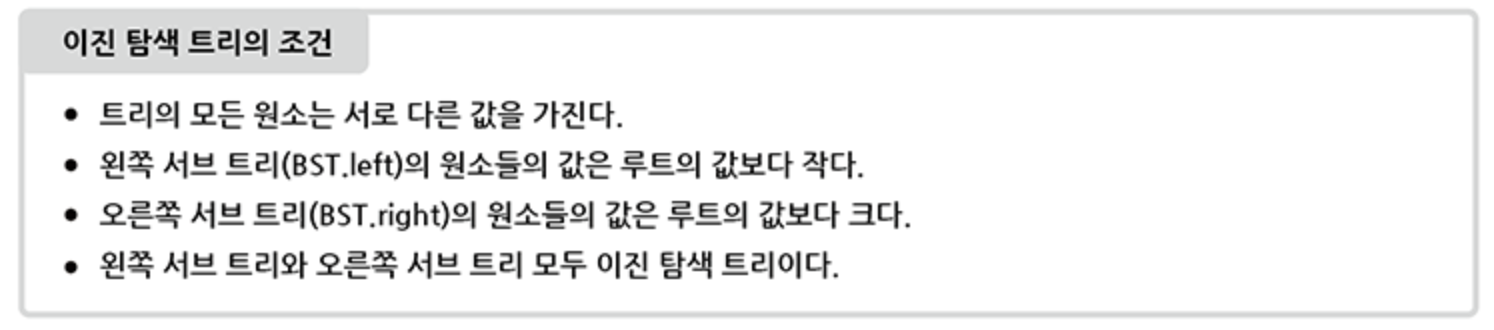 이진 탐색 트리의 조건
• 트리의 모든 원소는 서로 다른 값을 가진다.
• 왼쪽 서브 트리(BST.left)의 원소들의 값은 루트의 값보다 작다.
• 오른쪽 서브 트리(BST.right)의 원소들의 값은 루트의 값보다 크다.
• 왼쪽 서브 트리와 오른쪽 서브 트리 모두 이진 탐색 트리이다.